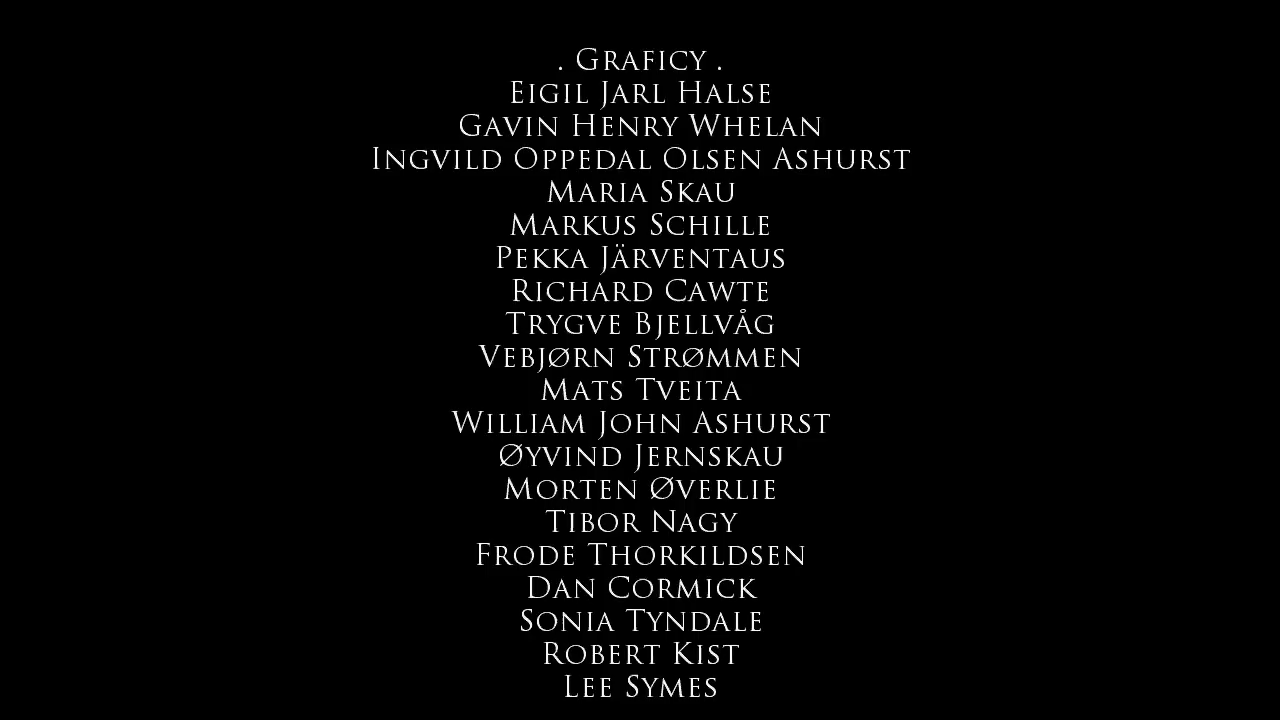 . Graficy .
Eigil Jarl Halse
Gavin Henry Whelan
Ingvild Oppedal Olsen Ashurst
Maria Skau
Markus Schille
Pekka Järventaus
Richard Cawte
Trygve Bjellvåg
Vebjørn Strømmen
Mats Tveita
William John Ashurst
Øyvind Jernskau
Morten Øverlie
Tibor Nagy
Frode Thorkildsen
Dan Cormick
Sonia Tyndale
Robert Kist
Lee Symes